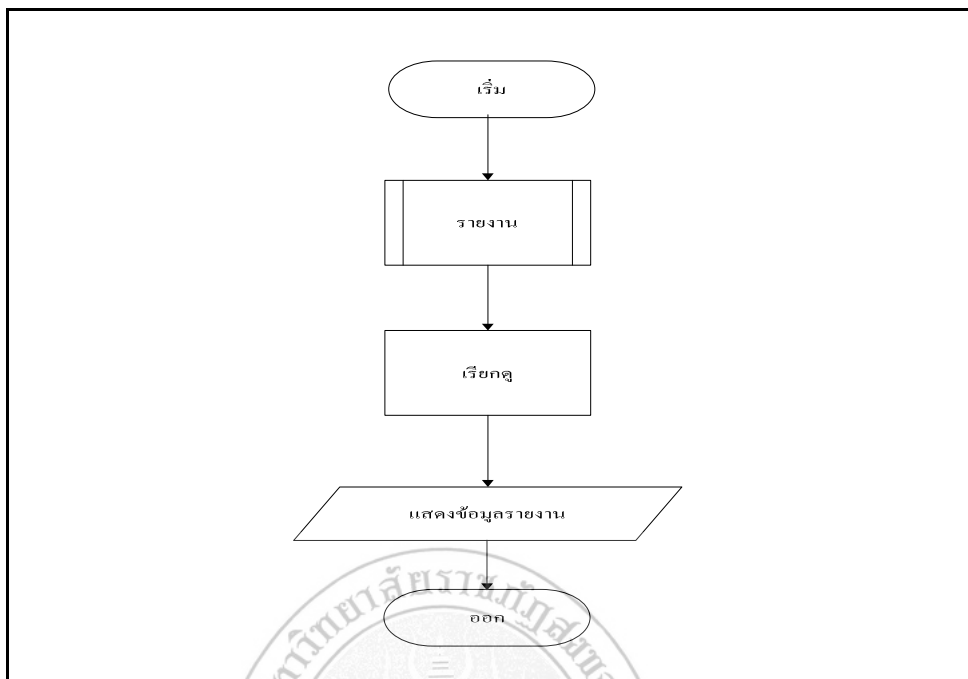 เริ่ม
รายงาน
เรียกดู
แสดงข้อมูลรายงาน
ออก